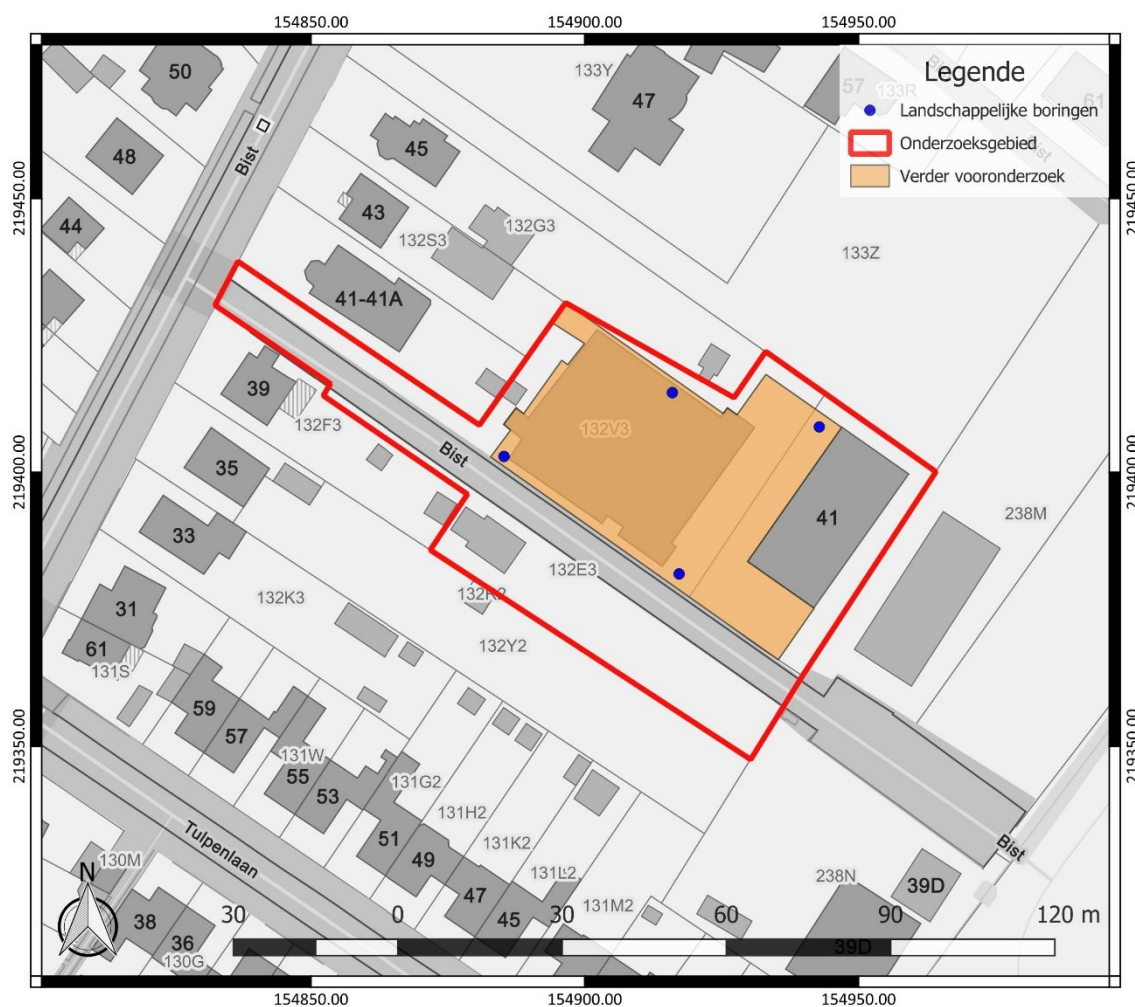 154850.00 154900.00 154950.00
Legende
Landschappelijke boringen
Onderzoeksgebied
Verder vooronderzoek
219450.00
219400.00
219350.00
219450.00
219400.00
219350.00
50
133Y
47
57
133R
61
Bist
Bist
48
45
Bist
43
132S3
132G3
44
133Z
41-41A
39
132F3
132V3
Bist
35
41
238M
33
132E3
132K3
132R2
31
132Y2
61
131S
59
57
131W
55
53
131G2
131H2
51
49
131K2
Tulpenlaan
130M
131L2
Bist
47
238N
39D
N
38
45
131M2
36
39D
130G
30 0 30 60 90 120 m
154850.00 154900.00 154950.00